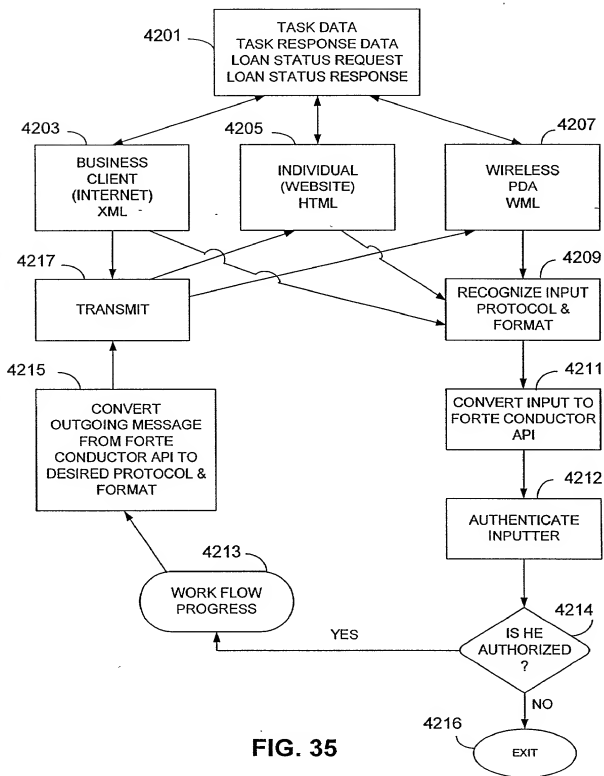 4201
TASK DATA
TASK RESPONSE DATA
LOAN STATUS REQUEST
LOAN STATUS RESPONSE
4203
BUSINESS
CLIENT
(INTERNET)
XML
4205
INDIVIDUAL
(WEBSITE)
HTML
4207
WIRELESS
PDA
WML
4217
TRANSMIT
4209
RECOGNIZE INPUT
PROTOCOL &
FORMAT
4215
CONVERT
OUTGOING MESSAGE
FROM FORTE
CONDUCTOR API TO
DESIRED PROTOCOL &
FORMAT
4211
CONVERT INPUT TO
FORTE CONDUCTOR
API
4212
AUTHENTICATE
INPUTTER
4213
WORK FLOW
PROGRESS
4214
IS HE
AUTHORIZED
?
YES
NO
4216
EXIT
FIG. 35